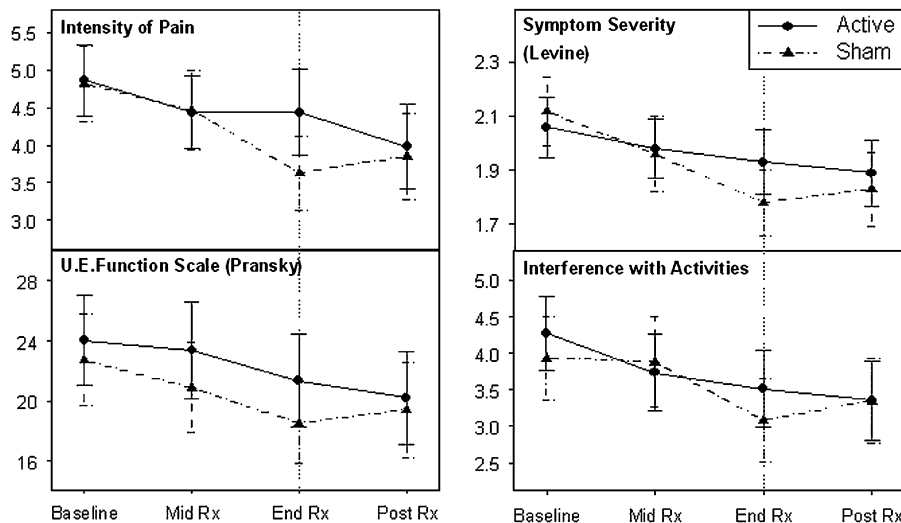 Intensity of Pain
5.5
5.0
4.5
4.0
3.5
3.0
Symptom Severity
(Levine)
Active
Sham
2.3
2.1
1.9
1.7
U.E.Function Scale (Pransky)
28
24
20
16
Baseline Mid Rx End Rx Post Rx
Interference with Activities
5.0
4.5
4.0
3.5
3.0
2.5
Baseline Mid Rx End Rx Post Rx